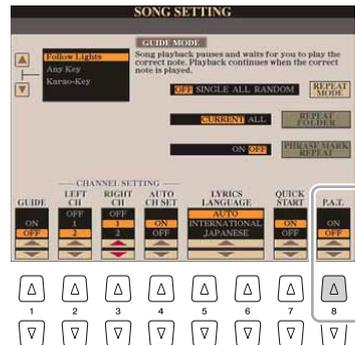 SONG SETTING
GUIDE MODE
Follow Lights
Any Key
Karao-Key
Song playback pauses and waits for you to play the
correct note. Playback continues when the correct
note is played.
OFF SINGLE ALL RANDOM
REPEAT
MODE
CURRENT ALL
REPEAT
FOLDER
ON OFF
PHRASE MARK
REPEAT
CHANNEL SETTING
GUIDE
LEFT
CH
RIGHT
CH
AUTO
CH SET
LYRICS
LANGUAGE
QUICK
START
P.A.T.
ON
OFF
OFF
1
2
OFF
1
2
ON
OFF
AUTO
INTERNATIONAL
JAPANESE
ON
OFF
ON
OFF
1 2 3 4 5 6 7 8